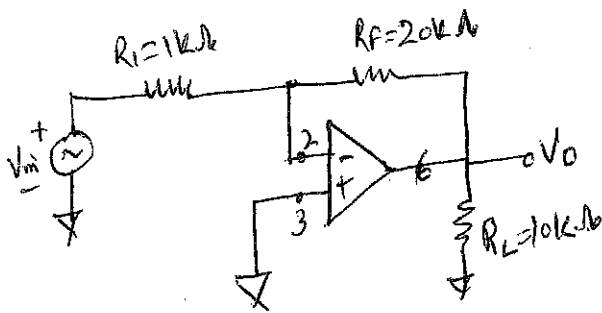 R1=1kΩ
RF=20kΩ
+
Vin
-
2
-
+
3
6
VO
RL=10kΩ